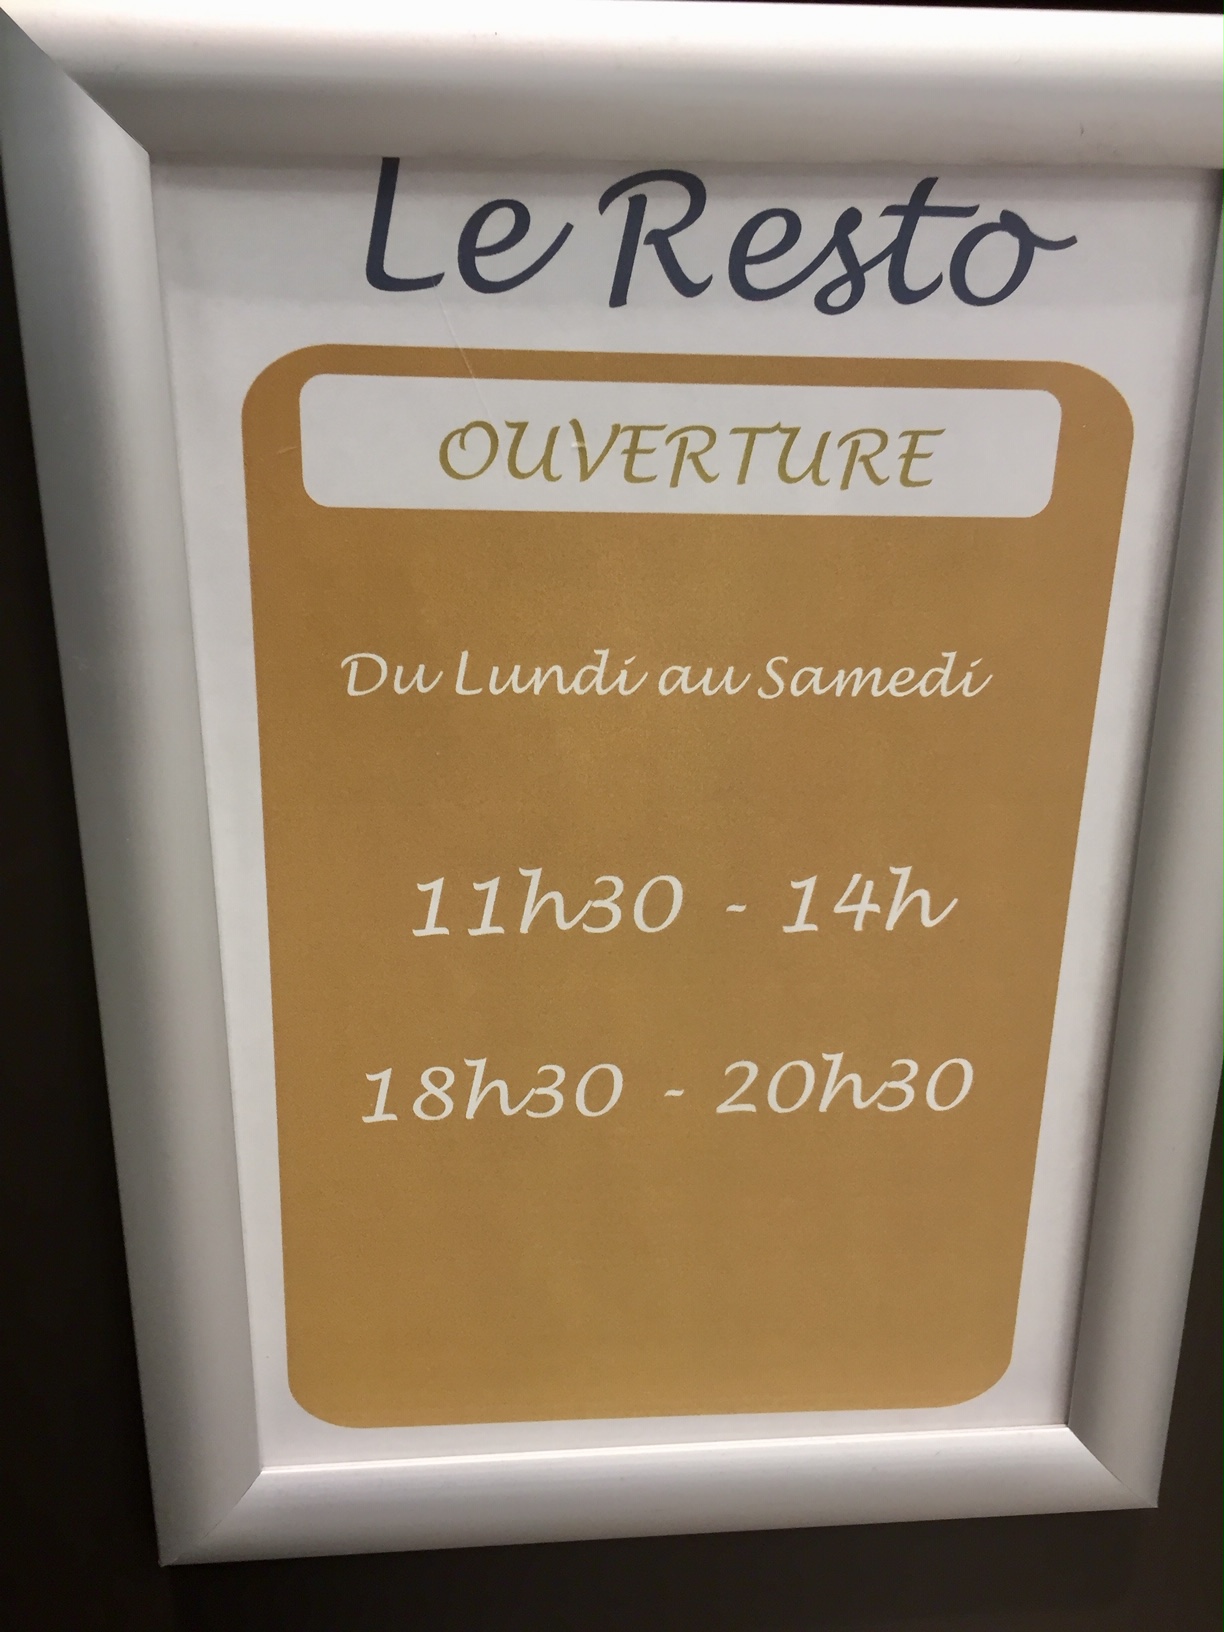 Le Resto
OUVERTURE
Du Lundi au Samedi
11h30 - 14h
18h30 - 20h30